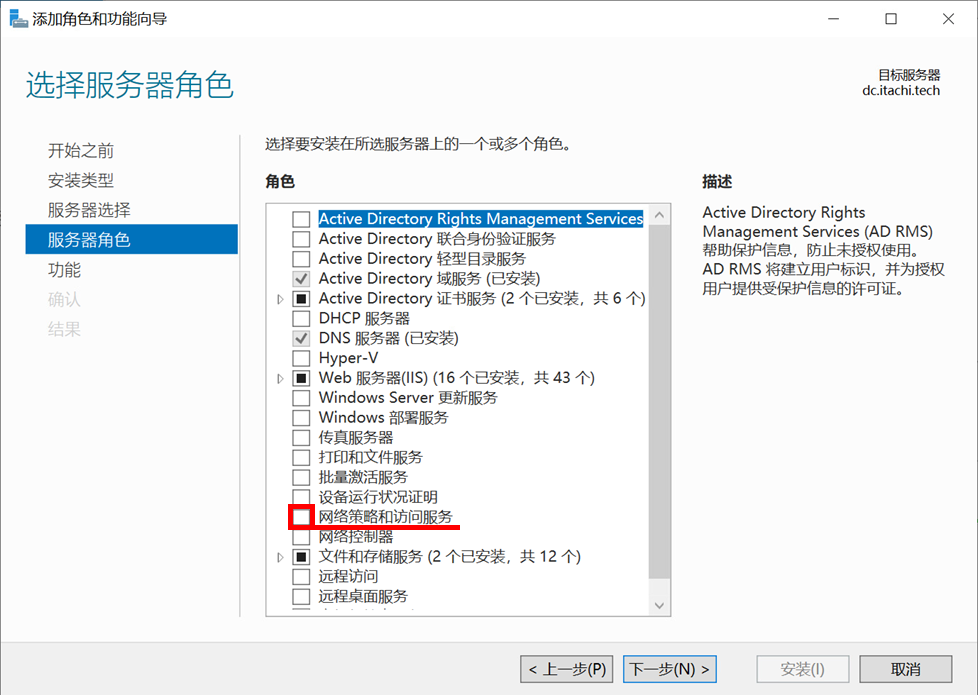 添加角色和功能向导
选择服务器角色
目标服务器
dc.itachi.tech
开始之前
安装类型
服务器选择
服务器角色
功能
确认
结果
选择要安装在所选服务器上的一个或多个角色。
角色
Active Directory Rights Management Services
Active Directory 联合身份验证服务
Active Directory 轻型目录服务
Active Directory 域服务 (已安装)
Active Directory 证书服务 (2 个已安装，共 6 个)
DHCP 服务器
DNS 服务器 (已安装)
Hyper-V
Web 服务器(IIS) (16 个已安装，共 43 个)
Windows Server 更新服务
Windows 部署服务
传真服务器
打印和文件服务
批量激活服务
设备运行状况证明
网络策略和访问服务
网络控制器
文件和存储服务 (2 个已安装，共 12 个)
远程访问
远程桌面服务
描述
Active Directory Rights
Management Services (AD RMS)
帮助保护信息，防止未授权使用。
AD RMS 将建立用户标识，并为授权
用户提供受保护信息的许可证。
< 上一步(P)
下一步(N) >
安装(I)
取消